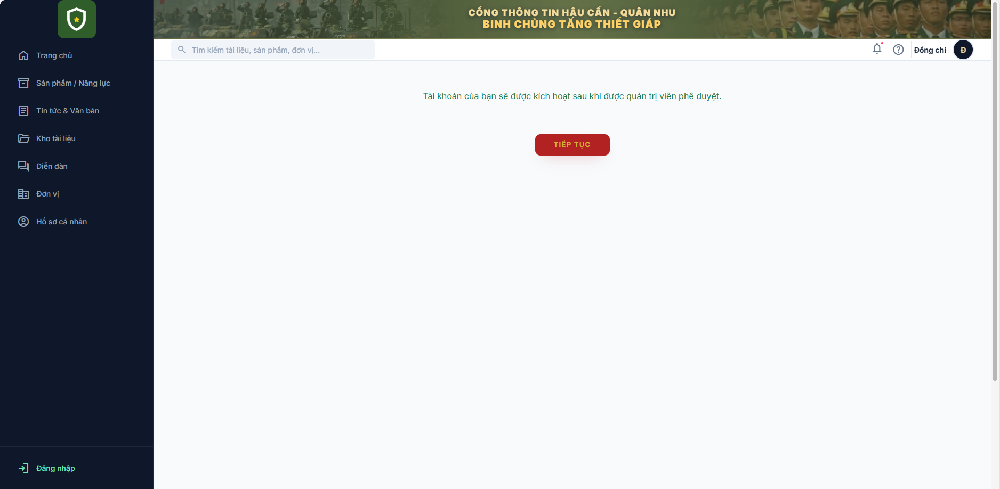 CỔNG THÔNG TIN HẬU CẦN - QUÂN NHU
BINH CHỦNG TĂNG THIẾT GIÁP
Tìm kiếm tài liệu, sản phẩm, đơn vị...
Đồng chí
Đ
Trang chủ
Sản phẩm / Năng lực
Tin tức & Văn bản
Kho tài liệu
Diễn đàn
Đơn vị
Hồ sơ cá nhân
Đăng nhập
Tài khoản của bạn sẽ được kích hoạt sau khi được quản trị viên phê duyệt.
TIẾP TỤC